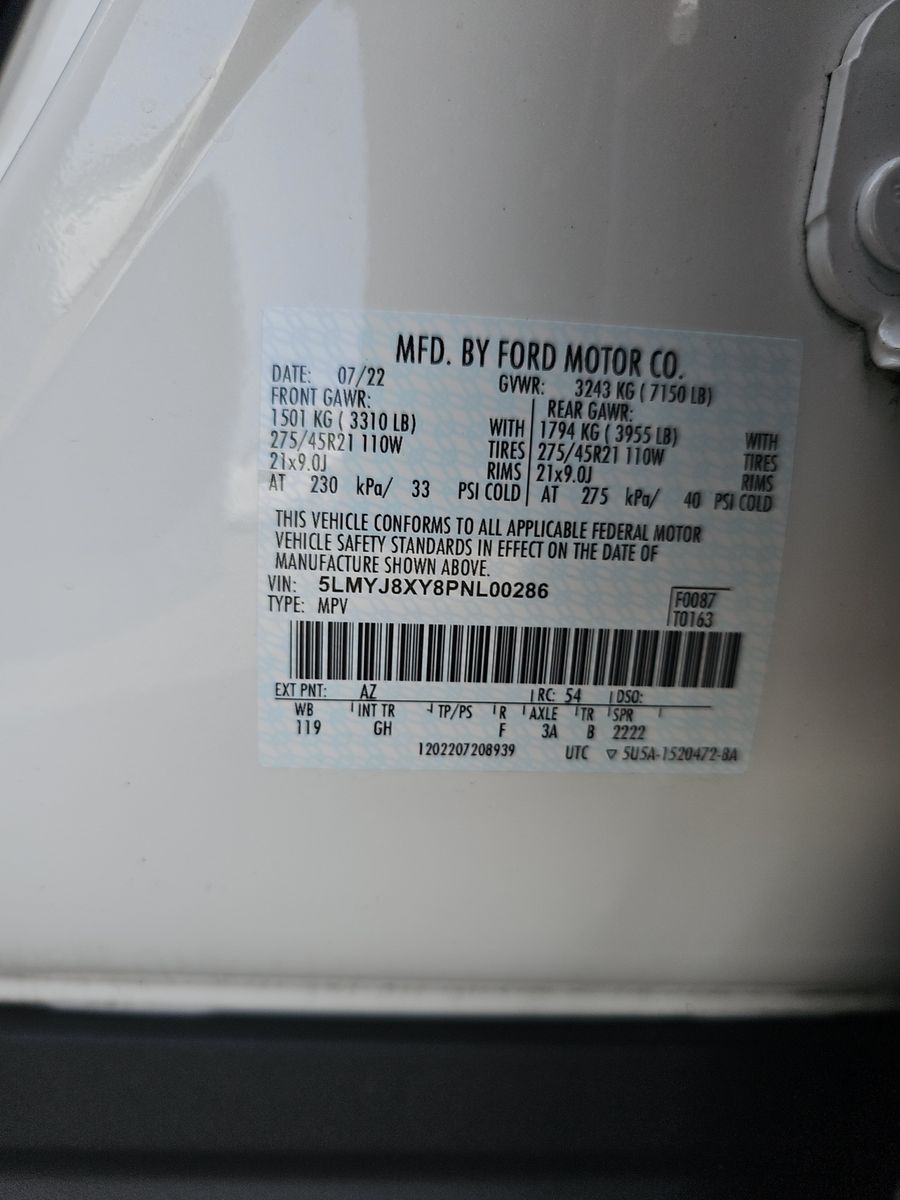 MFD. BY FORD MOTOR CO.
DATE: 07/22 GVWR: 3243 KG ( 7150 LB)
FRONT GAWR: REAR GAWR:
1501 KG ( 3310 LB) WITH 1794 KG ( 3955 LB) WITH
275/45R21 110W TIRES 275/45R21 110W TIRES
21x9.0J RIMS 21x9.0J RIMS
AT 230 kPa/ 33 PSI COLD AT 275 kPa/ 40 PSI COLD
THIS VEHICLE CONFORMS TO ALL APPLICABLE FEDERAL MOTOR
VEHICLE SAFETY STANDARDS IN EFFECT ON THE DATE OF
MANUFACTURE SHOWN ABOVE.
VIN: 5LMYJ8XY8PNL00286
TYPE: MPV
F0087
T0163
EXT PNT: AZ RC: 54 DSO:
WB INT TR TP/PS R AXLE TR SPR
119 GH F 3A B 2222
1202207208939 UTC ▽ 5U5A-1520472-BA